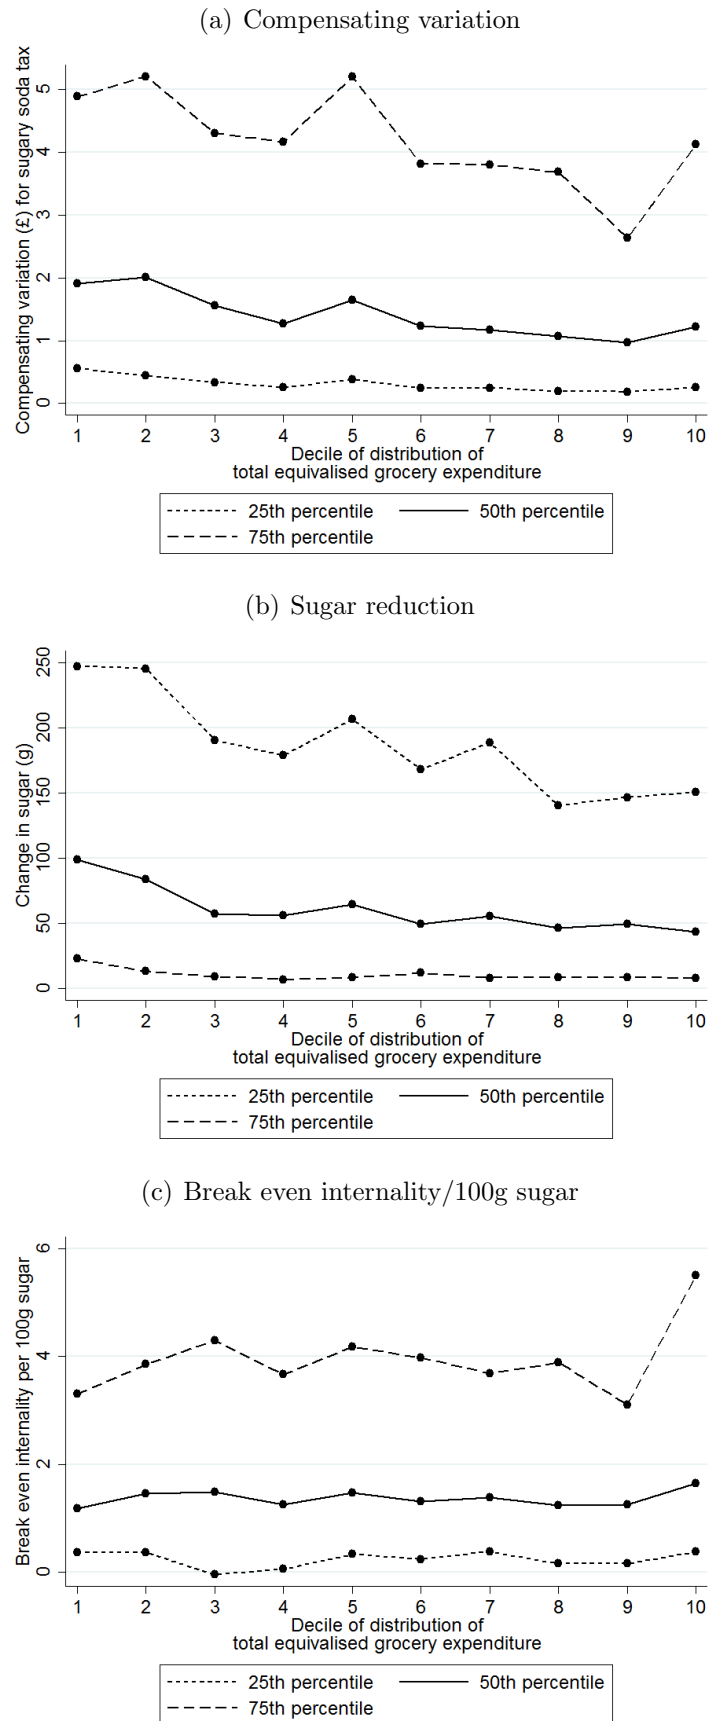 (a) Compensating variation
Compensating variation (£) for sugary soda tax
5
4
3
2
1
0
1 2 3 4 5 6 7 8 9 10
Decile of distribution of
total equivalised grocery expenditure
25th percentile 50th percentile
75th percentile
(b) Sugar reduction
Change in sugar (g)
250
200
150
100
50
0
1 2 3 4 5 6 7 8 9 10
Decile of distribution of
total equivalised grocery expenditure
25th percentile 50th percentile
75th percentile
(c) Break even internality/100g sugar
Break even internality per 100g sugar
6
4
2
0
1 2 3 4 5 6 7 8 9 10
Decile of distribution of
total equivalised grocery expenditure
25th percentile 50th percentile
75th percentile